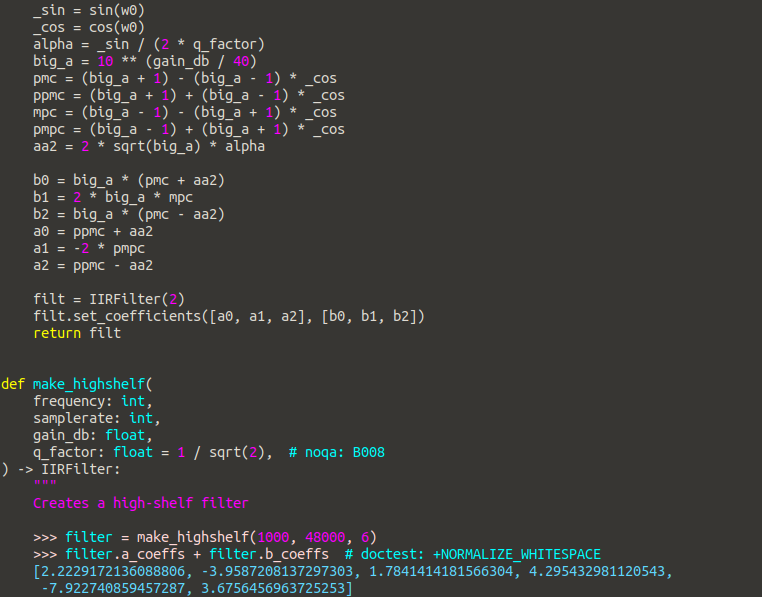 _sin = sin(w0)
    _cos = cos(w0)
    alpha = _sin / (2 * q_factor)
    big_a = 10 ** (gain_db / 40)
    pmc = (big_a + 1) - (big_a - 1) * _cos
    ppmc = (big_a + 1) + (big_a - 1) * _cos
    mpc = (big_a - 1) - (big_a + 1) * _cos
    pmpc = (big_a - 1) + (big_a + 1) * _cos
    aa2 = 2 * sqrt(big_a) * alpha

    b0 = big_a * (pmc + aa2)
    b1 = 2 * big_a * mpc
    b2 = big_a * (pmc - aa2)
    a0 = ppmc + aa2
    a1 = -2 * pmpc
    a2 = ppmc - aa2

    filt = IIRFilter(2)
    filt.set_coefficients([a0, a1, a2], [b0, b1, b2])
    return filt


def make_highshelf(
    frequency: int,
    samplerate: int,
    gain_db: float,
    q_factor: float = 1 / sqrt(2),  # noqa: B008
) -> IIRFilter:
    """
    Creates a high-shelf filter

    >>> filter = make_highshelf(1000, 48000, 6)
    >>> filter.a_coeffs + filter.b_coeffs  # doctest: +NORMALIZE_WHITESPACE
    [2.2229172136088806, -3.9587208137297303, 1.7841414181566304, 4.295432981120543,
     -7.922740859457287, 3.6756456963725253]